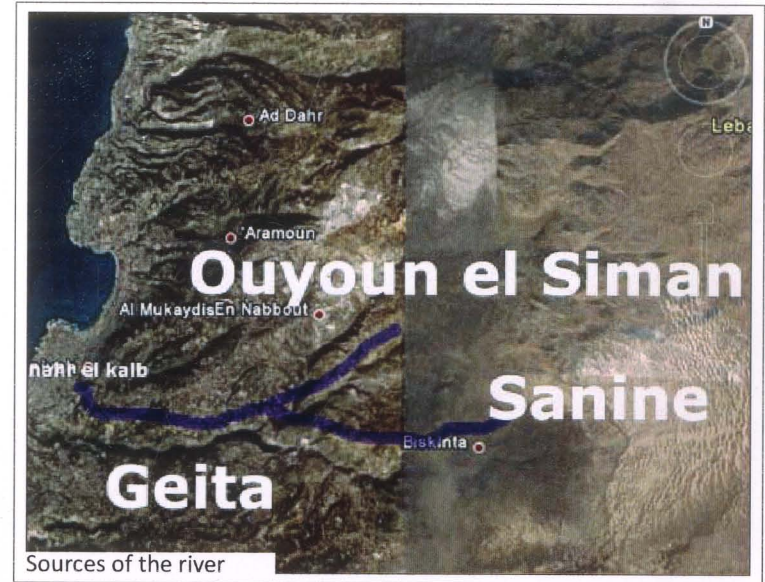 N
Ad Dahr
Leba
'Aramoun
Ouyoun el Siman
Al MukaydisEn Nabbout
nahr el kalb
Sanine
Biskinta
Geita
Sources of the river